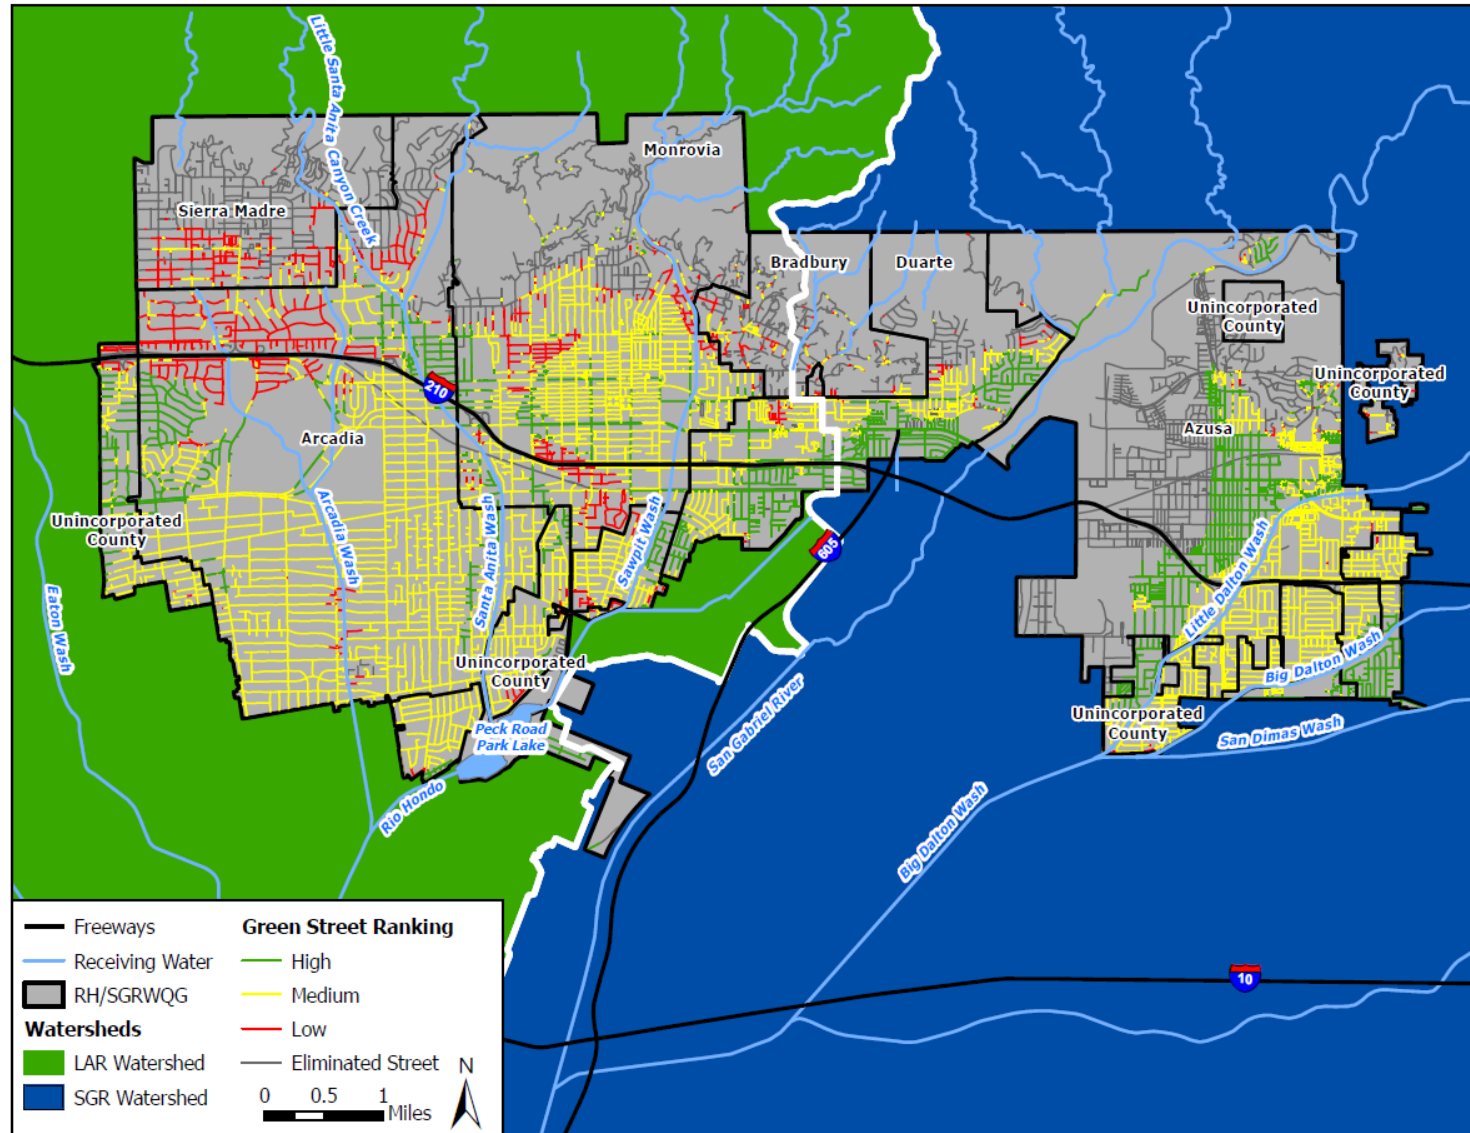 Little Santa Anita Canyon Creek
Monrovia
Sierra Madre
Bradbury
Duarte
Unincorporated
County
Unincorporated
County
210
Arcadia
Azusa
Unincorporated
County
Arcadia Wash
Santa Anita Wash
Sawpit Wash
605
Little Dalton Wash
Eaton Wash
Unincorporated
County
Big Dalton Wash
Unincorporated
County
San Dimas Wash
Peck Road
Park Lake
San Gabriel River
Rio Hondo
Big Dalton Wash
10
Freeways
Receiving Water
RH/SGRWQG
Watersheds
LAR Watershed
SGR Watershed
Green Street Ranking
High
Medium
Low
Eliminated Street
0 0.5 1
Miles
N